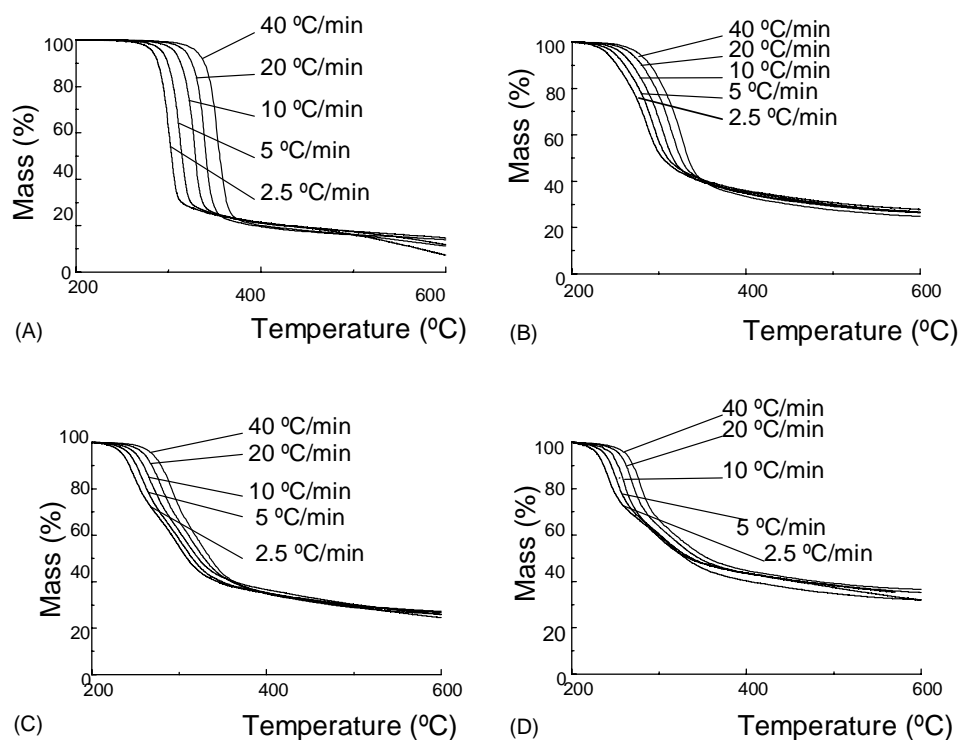 40 ºC/min
20 ºC/min
10 ºC/min
5 ºC/min
2.5 ºC/min
100
80
60
40
20
0
200
400
600
Mass (%)
Temperature (ºC)
(A)
40 ºC/min
20 ºC/min
10 ºC/min
5 ºC/min
2.5 ºC/min
100
80
60
40
20
0
200
400
600
Mass (%)
Temperature (ºC)
(B)
40 ºC/min
20 ºC/min
10 ºC/min
5 ºC/min
2.5 ºC/min
100
80
60
40
20
0
200
400
600
Mass (%)
Temperature (ºC)
(C)
40 ºC/min
20 ºC/min
10 ºC/min
5 ºC/min
2.5 ºC/min
100
80
60
40
20
0
200
400
600
Mass (%)
Temperature (ºC)
(D)